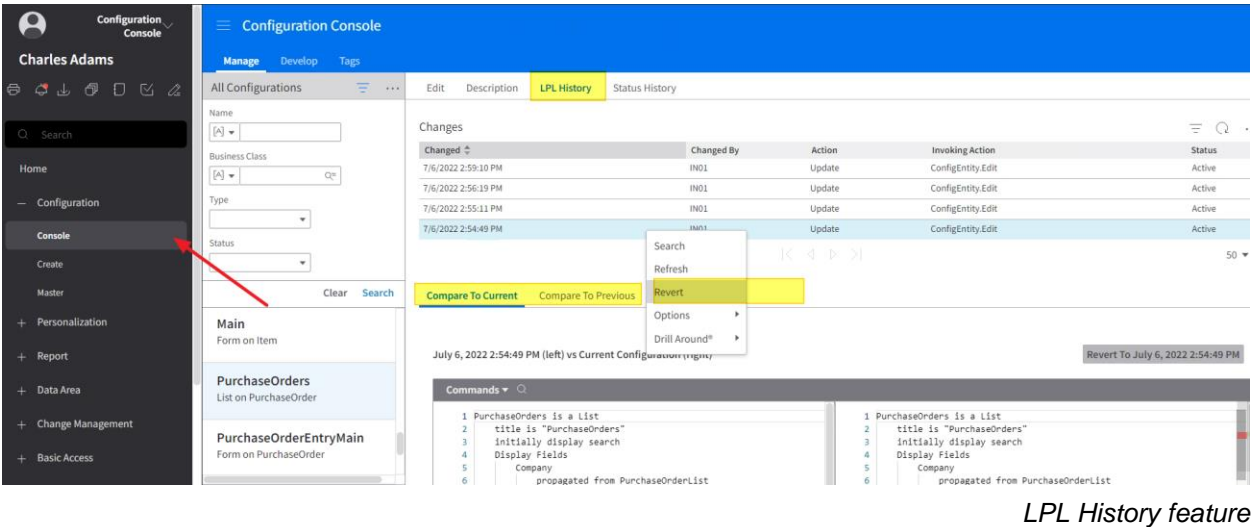 Configuration
Console
Charles Adams
Search
Home
Configuration
Console
Create
Master
Personalization
Report
Data Area
Change Management
Basic Access
Configuration Console
Manage Develop Tags
All Configurations
Name
[A]
Business Class
[A]
Type
Status
Clear Search
Main
Form on Item
PurchaseOrders
List on PurchaseOrder
PurchaseOrderEntryMain
Form on PurchaseOrder
Edit Description LPL History Status History
Changes
Changed Changed By Action Invoking Action Status
7/6/2022 2:59:10 PM IN01 Update ConfigEntity.Edit Active
7/6/2022 2:56:19 PM IN01 Update ConfigEntity.Edit Active
7/6/2022 2:55:11 PM IN01 Update ConfigEntity.Edit Active
7/6/2022 2:54:49 PM IN01 Update ConfigEntity.Edit Active
50
Search
Refresh
Revert
Options
Drill Around®
Compare To Current Compare To Previous
July 6, 2022 2:54:49 PM (left) vs Current Configuration (right)
Revert To July 6, 2022 2:54:49 PM
Commands
1 PurchaseOrders is a List
2 title is "PurchaseOrders"
3 initially display search
4 Display Fields
5 Company
6 propagated from PurchaseOrderList
1 PurchaseOrders is a List
2 title is "PurchaseOrders"
3 initially display search
4 Display Fields
5 Company
6 propagated from PurchaseOrderList
LPL History feature